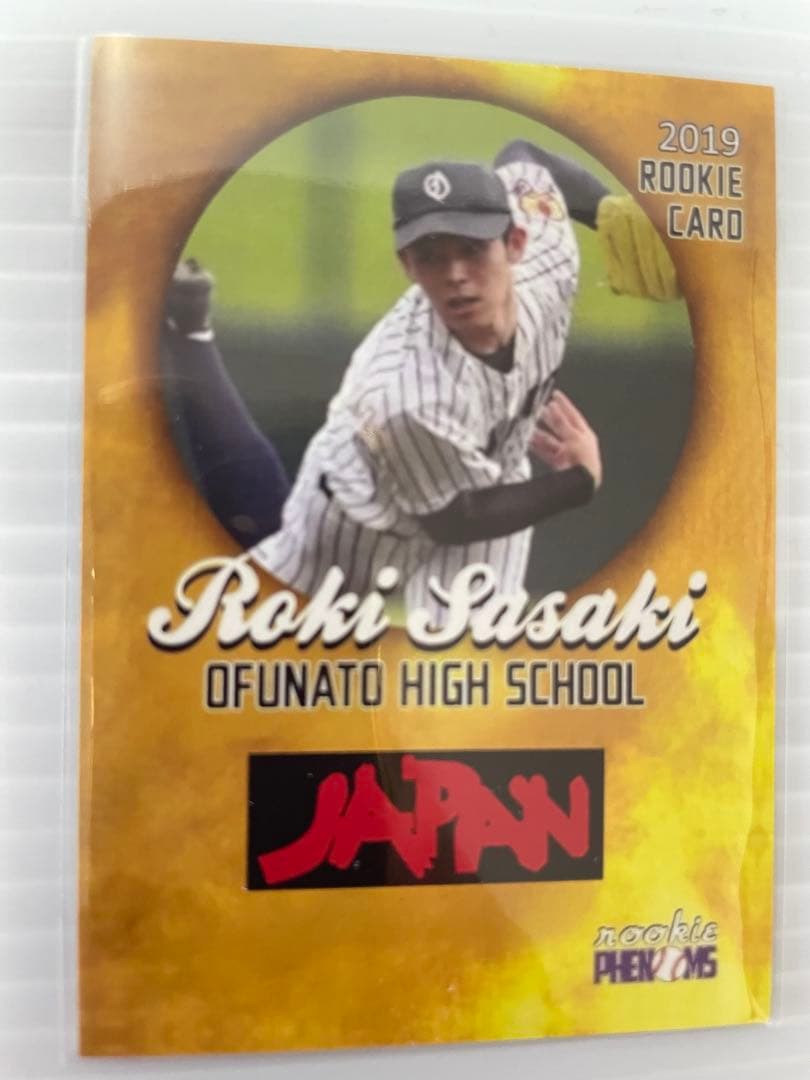 2019
ROOKIE
CARD
Roki Sasaki
OFUNATO HIGH SCHOOL
JAPAN
rookie
PHENOMS